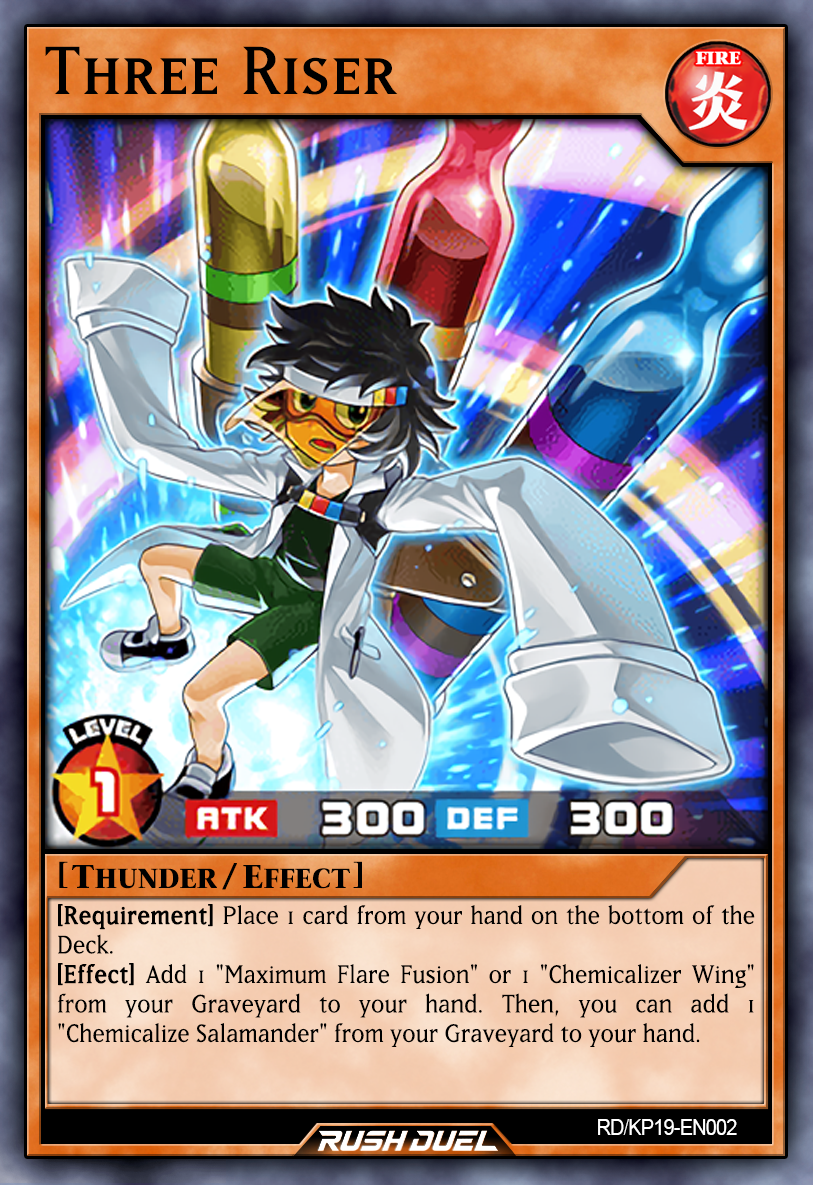 Three Riser
FIRE
炎
LEVEL
1
ATK 300 DEF 300
[Thunder/Effect]
[Requirement] Place 1 card from your hand on the bottom of the
Deck.
[Effect] Add 1 "Maximum Flare Fusion" or 1 "Chemicalizer Wing"
from your Graveyard to your hand. Then, you can add 1
"Chemicalize Salamander" from your Graveyard to your hand.
RD/KP19-EN002
RUSH DUEL